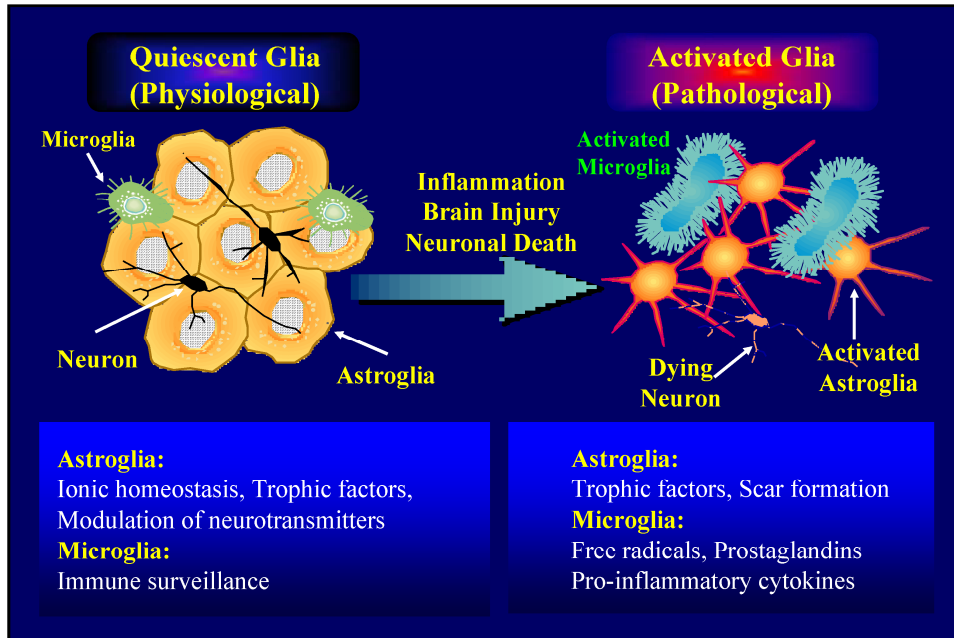 Quiescent Glia
(Physiological)
Activated Glia
(Pathological)
Microglia
Activated
Microglia
Inflammation
Brain Injury
Neuronal Death
Neuron
Astroglia
Dying
Neuron
Activated
Astroglia
Astroglia:
Ionic homeostasis, Trophic factors,
Modulation of neurotransmitters
Microglia:
Immune surveillance
Astroglia:
Trophic factors, Scar formation
Microglia:
Free radicals, Prostaglandins
Pro-inflammatory cytokines